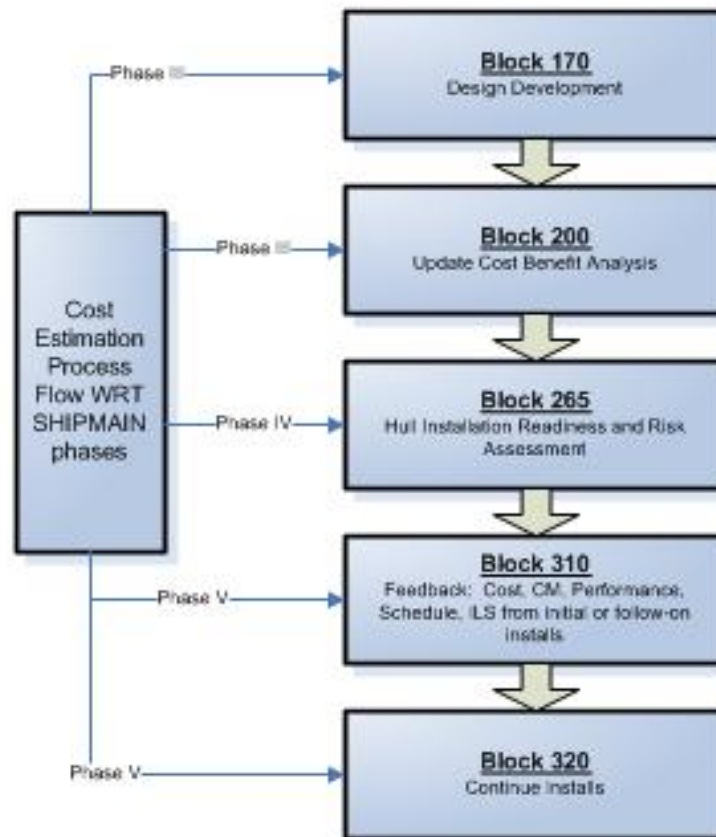 Phase
Block 170
Design Development
Phase
Block 200
Update Cost Benefit Analysis
Cost
Estimation
Process
Flow WRT
SHIPMAIN
phases
Phase IV
Block 265
Hull Installation Readiness and Risk
Assessment
Phase V
Block 310
Feedback: Cost, CM, Performance,
Schedule, ILS from initial or follow-on
installs
Phase V
Block 320
Continue Installs